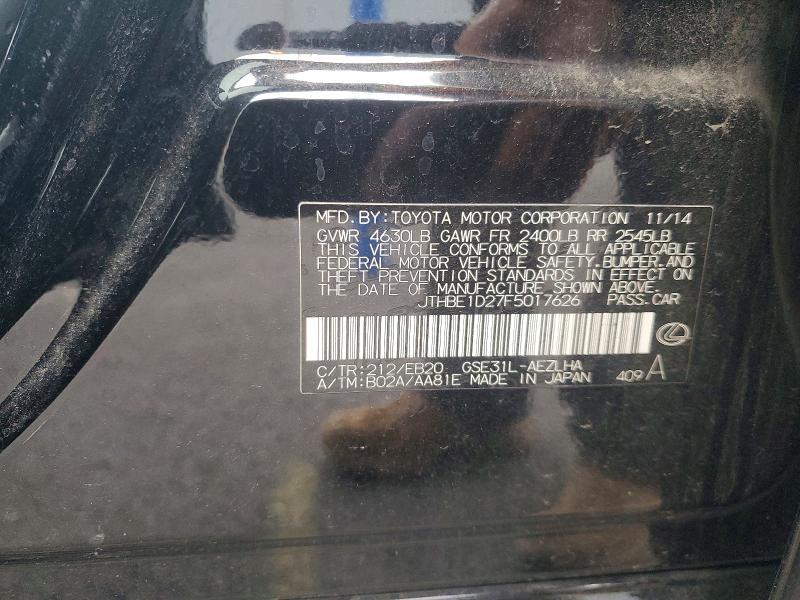 MFD. BY: TOYOTA MOTOR CORPORATION 11/14
GVWR 4630LB GAWR FR 2400LB RR 2545LB
THIS VEHICLE CONFORMS TO ALL APPLICABLE
FEDERAL MOTOR VEHICLE SAFETY, BUMPER, AND
THEFT PREVENTION STANDARDS IN EFFECT ON
THE DATE OF MANUFACTURE SHOWN ABOVE.
JTHBE1D27F5017626 PASS. CAR
C/TR: 212/EB20 GSE31L-AEZLHA
A/TM: B02A/AA81E MADE IN JAPAN 409 A